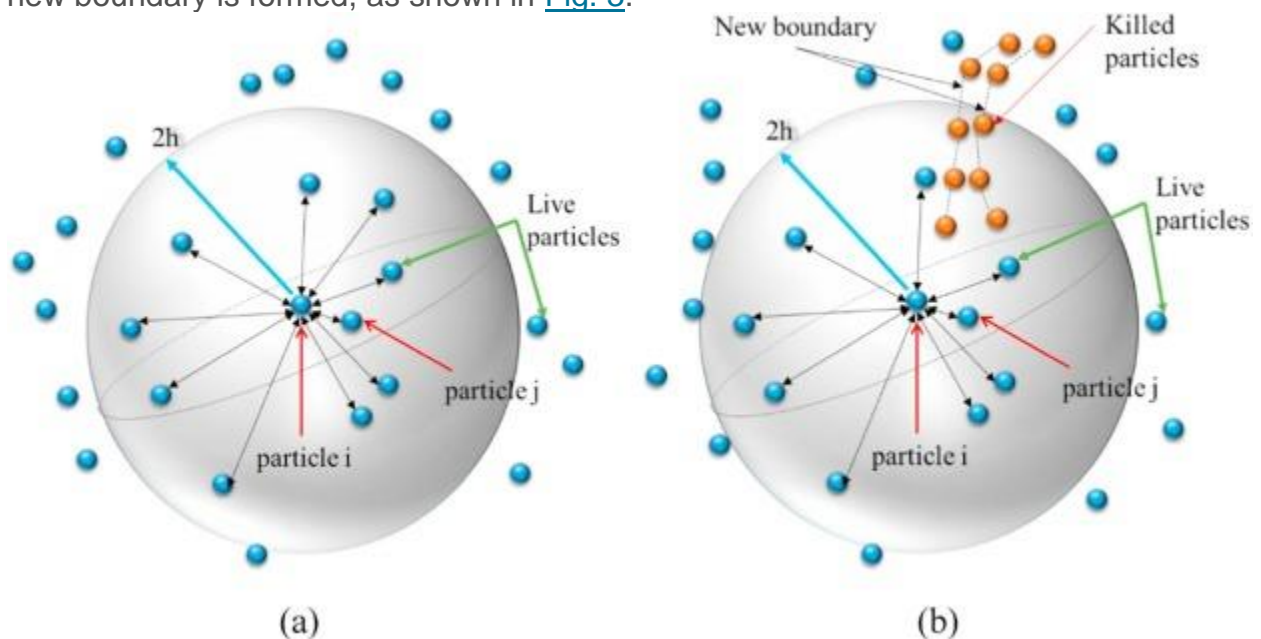 new boundary is formed, as shown in Fig.
New boundary
Killed
particles
2h
Live
particles
particle j
particle i
(a)
2h
Live
particles
particle j
particle i
(b)